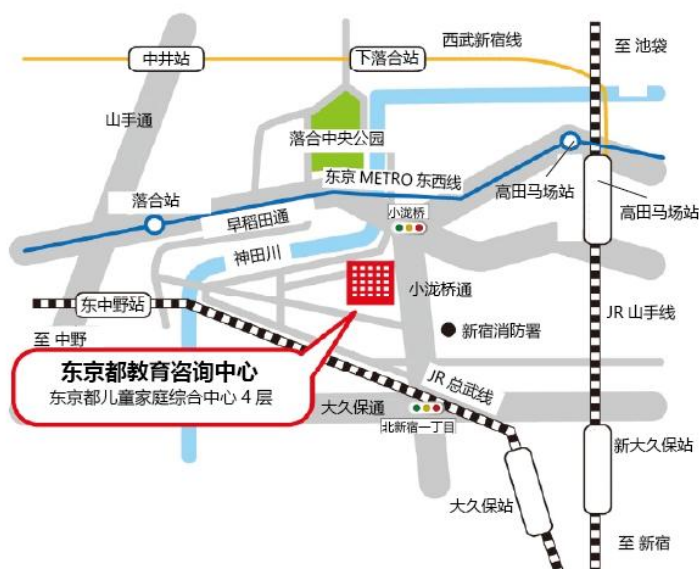 西武新宿线
至 池袋
中井站
下落合站
山手通
落合中央公园
东京 METRO 东西线
高田马场站
高田马场站
落合站
早稻田通
小泷桥
神田川
小泷桥通
东中野站
JR 山手线
新宿消防署
至 中野
东京都教育咨询中心
东京都儿童家庭综合中心 4 层
JR 总武线
大久保通
北新宿一丁目
新大久保站
大久保站
至 新宿